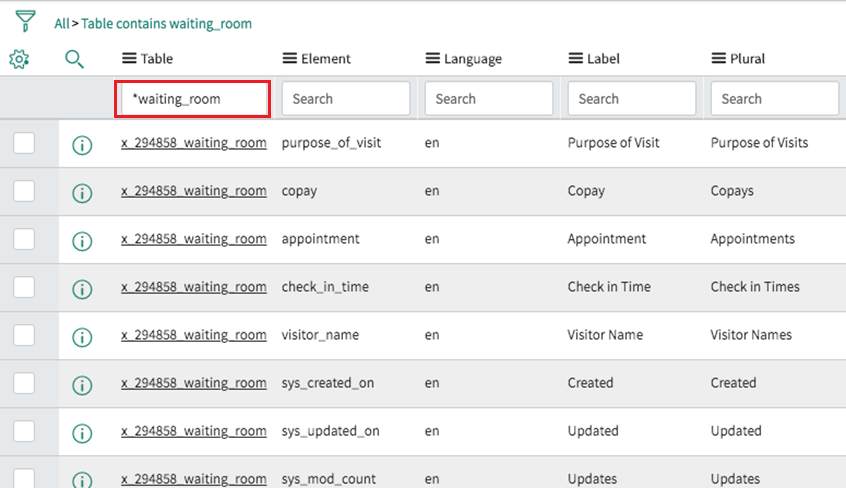 All > Table contains waiting_room
Table Element Language Label Plural
*waiting_room Search Search Search Search
x_294858_waiting_room purpose_of_visit en Purpose of Visit Purpose of Visits
x_294858_waiting_room copay en Copay Copays
x_294858_waiting_room appointment en Appointment Appointments
x_294858_waiting_room check_in_time en Check in Time Check in Times
x_294858_waiting_room visitor_name en Visitor Name Visitor Names
x_294858_waiting_room sys_created_on en Created Created
x_294858_waiting_room sys_updated_on en Updated Updated
x_294858_waiting_room sys_mod_count en Updates Updates